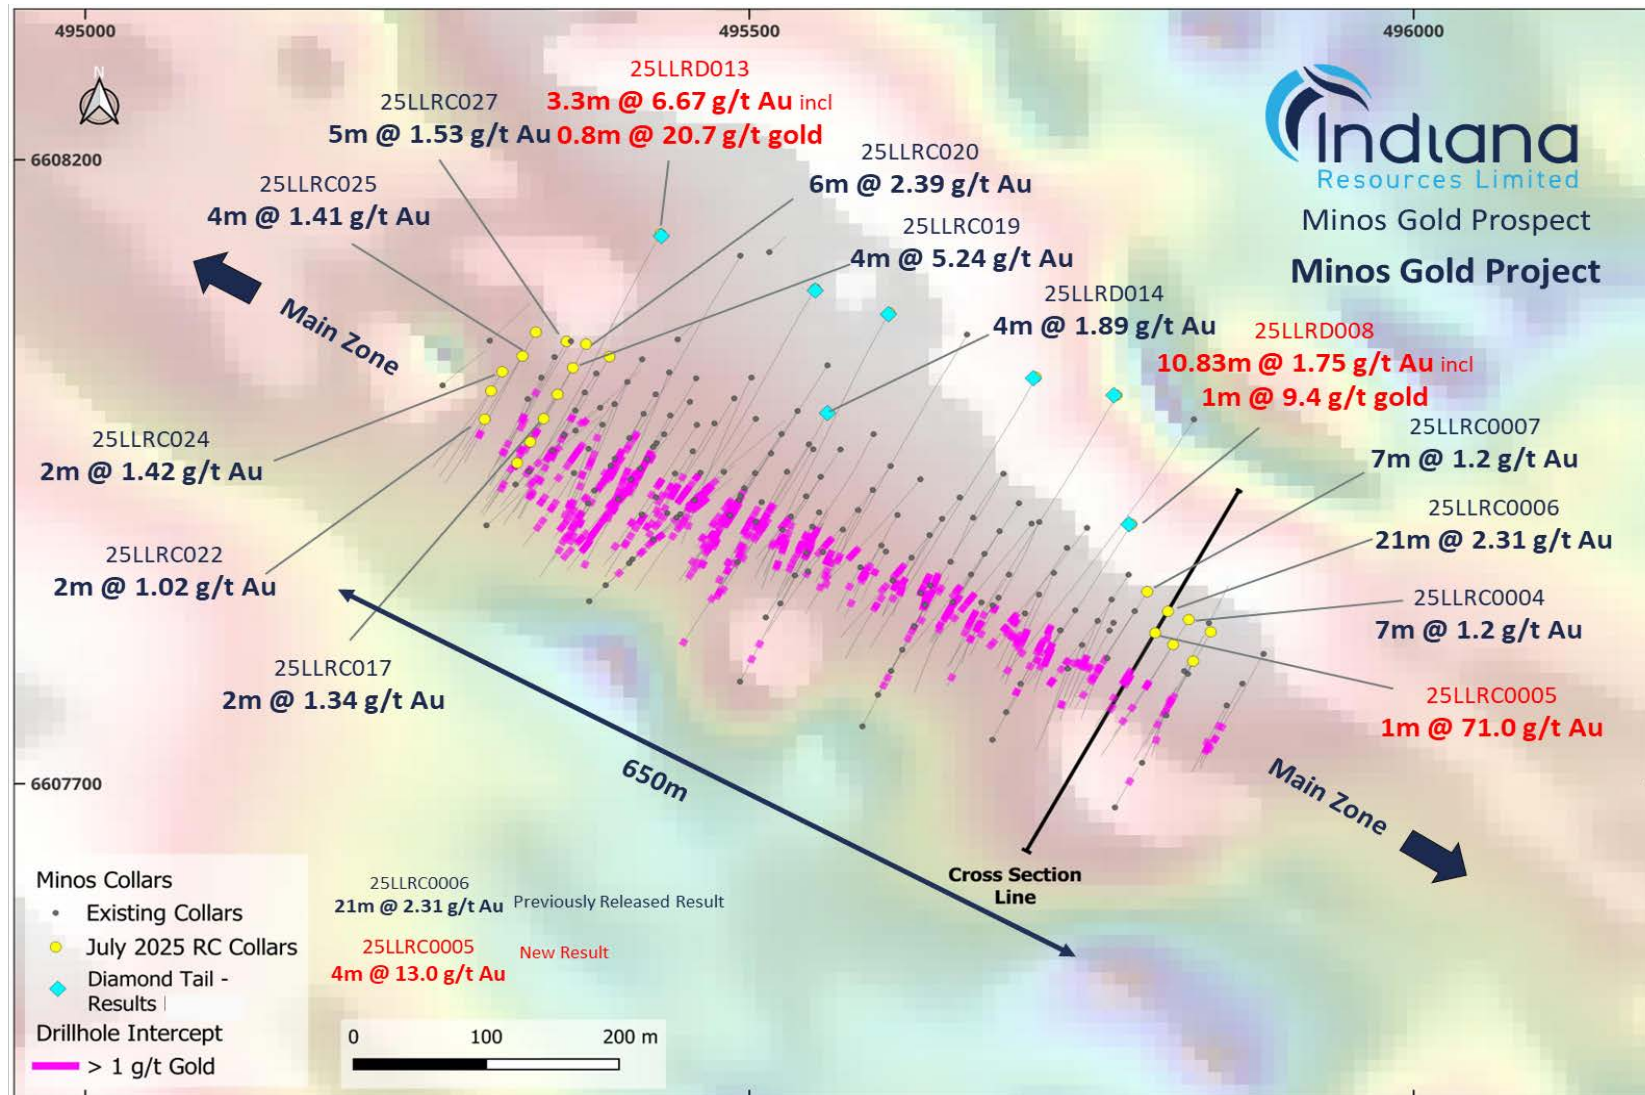 495000
495500
496000
N
25LLRD013
3.3m @ 6.67 g/t Au incl
0.8m @ 20.7 g/t gold
25LLRC027
5m @ 1.53 g/t Au
Indiana
Resources Limited
Minos Gold Prospect
Minos Gold Project
6608200
25LLRC020
6m @ 2.39 g/t Au
25LLRC025
4m @ 1.41 g/t Au
25LLRC019
4m @ 5.24 g/t Au
25LLRD014
4m @ 1.89 g/t Au
Main Zone
25LLRD008
10.83m @ 1.75 g/t Au incl
1m @ 9.4 g/t gold
25LLRC0007
7m @ 1.2 g/t Au
25LLRC024
2m @ 1.42 g/t Au
25LLRC0006
21m @ 2.31 g/t Au
25LLRC022
2m @ 1.02 g/t Au
25LLRC0004
7m @ 1.2 g/t Au
25LLRC017
2m @ 1.34 g/t Au
25LLRC0005
1m @ 71.0 g/t Au
6607700
650m
Main Zone
Cross Section
Line
Minos Collars
Existing Collars
July 2025 RC Collars
Diamond Tail -
Results
Drillhole Intercept
> 1 g/t Gold
25LLRC0006
21m @ 2.31 g/t Au Previously Released Result
25LLRC0005
4m @ 13.0 g/t Au
New Result
0 100 200 m